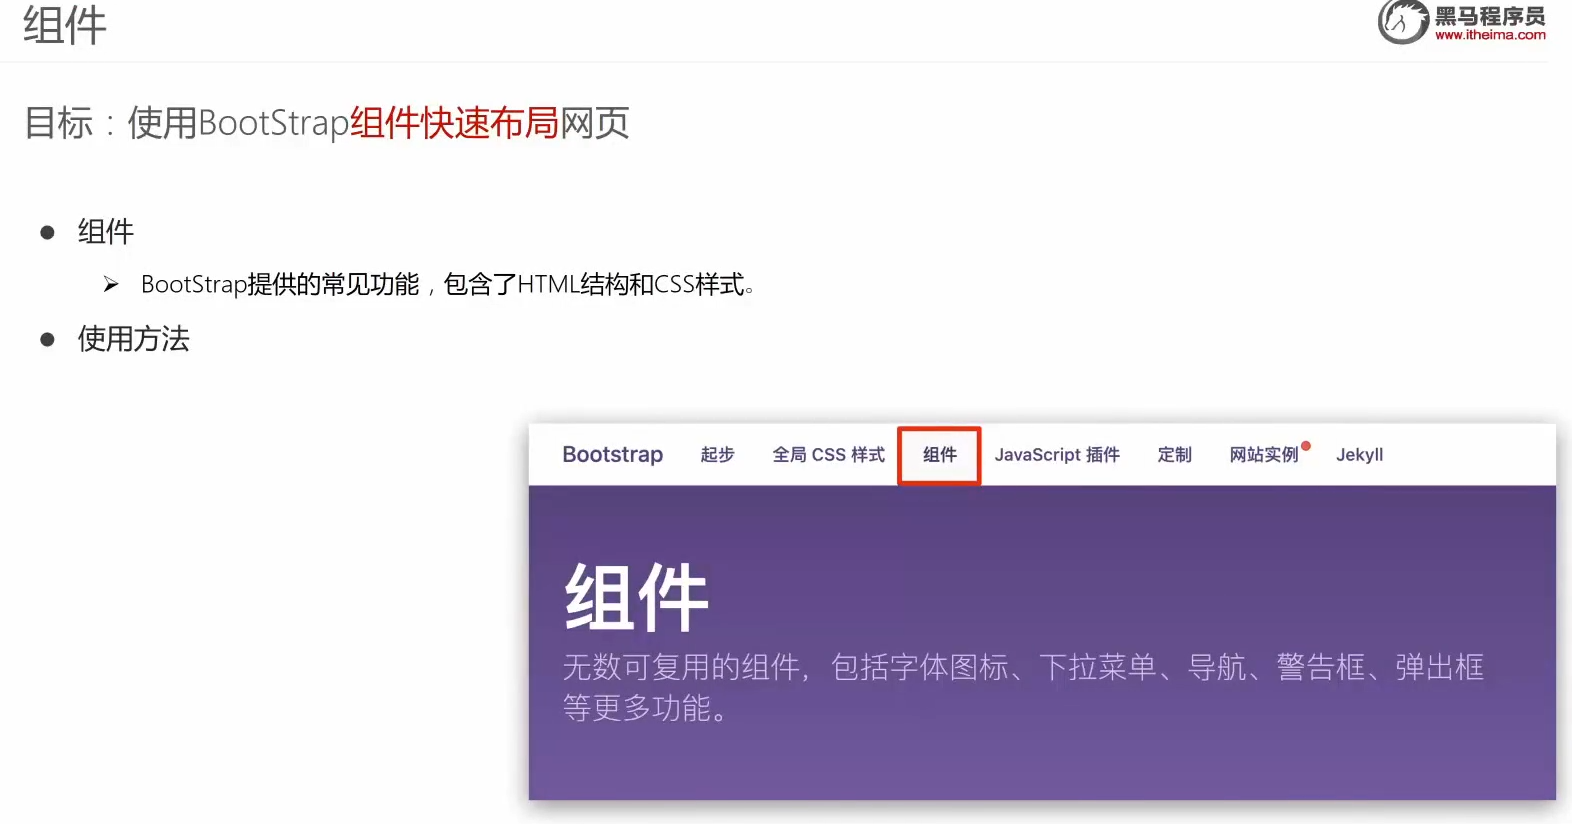 组件
黑马程序员
www.itheima.com
目标：使用BootStrap组件快速布局网页
组件
BootStrap提供的常见功能，包含了HTML结构和CSS样式。
使用方法
Bootstrap 起步 全局 CSS 样式 组件 JavaScript 插件 定制 网站实例 Jekyll
组件
无数可复用的组件，包括字体图标、下拉菜单、导航、警告框、弹出框
等更多功能。